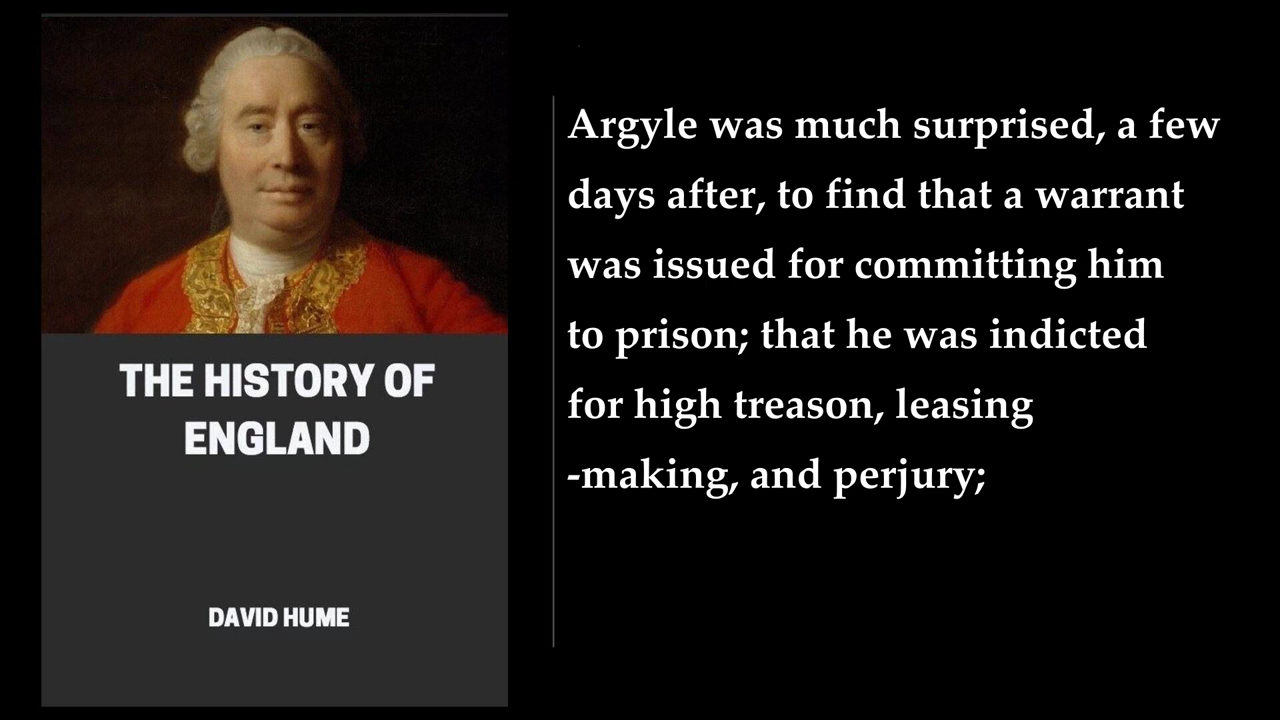 THE HISTORY OF
ENGLAND
DAVID HUME
Argyle was much surprised, a few
days after, to find that a warrant
was issued for committing him
to prison; that he was indicted
for high treason, leasing
-making, and perjury;